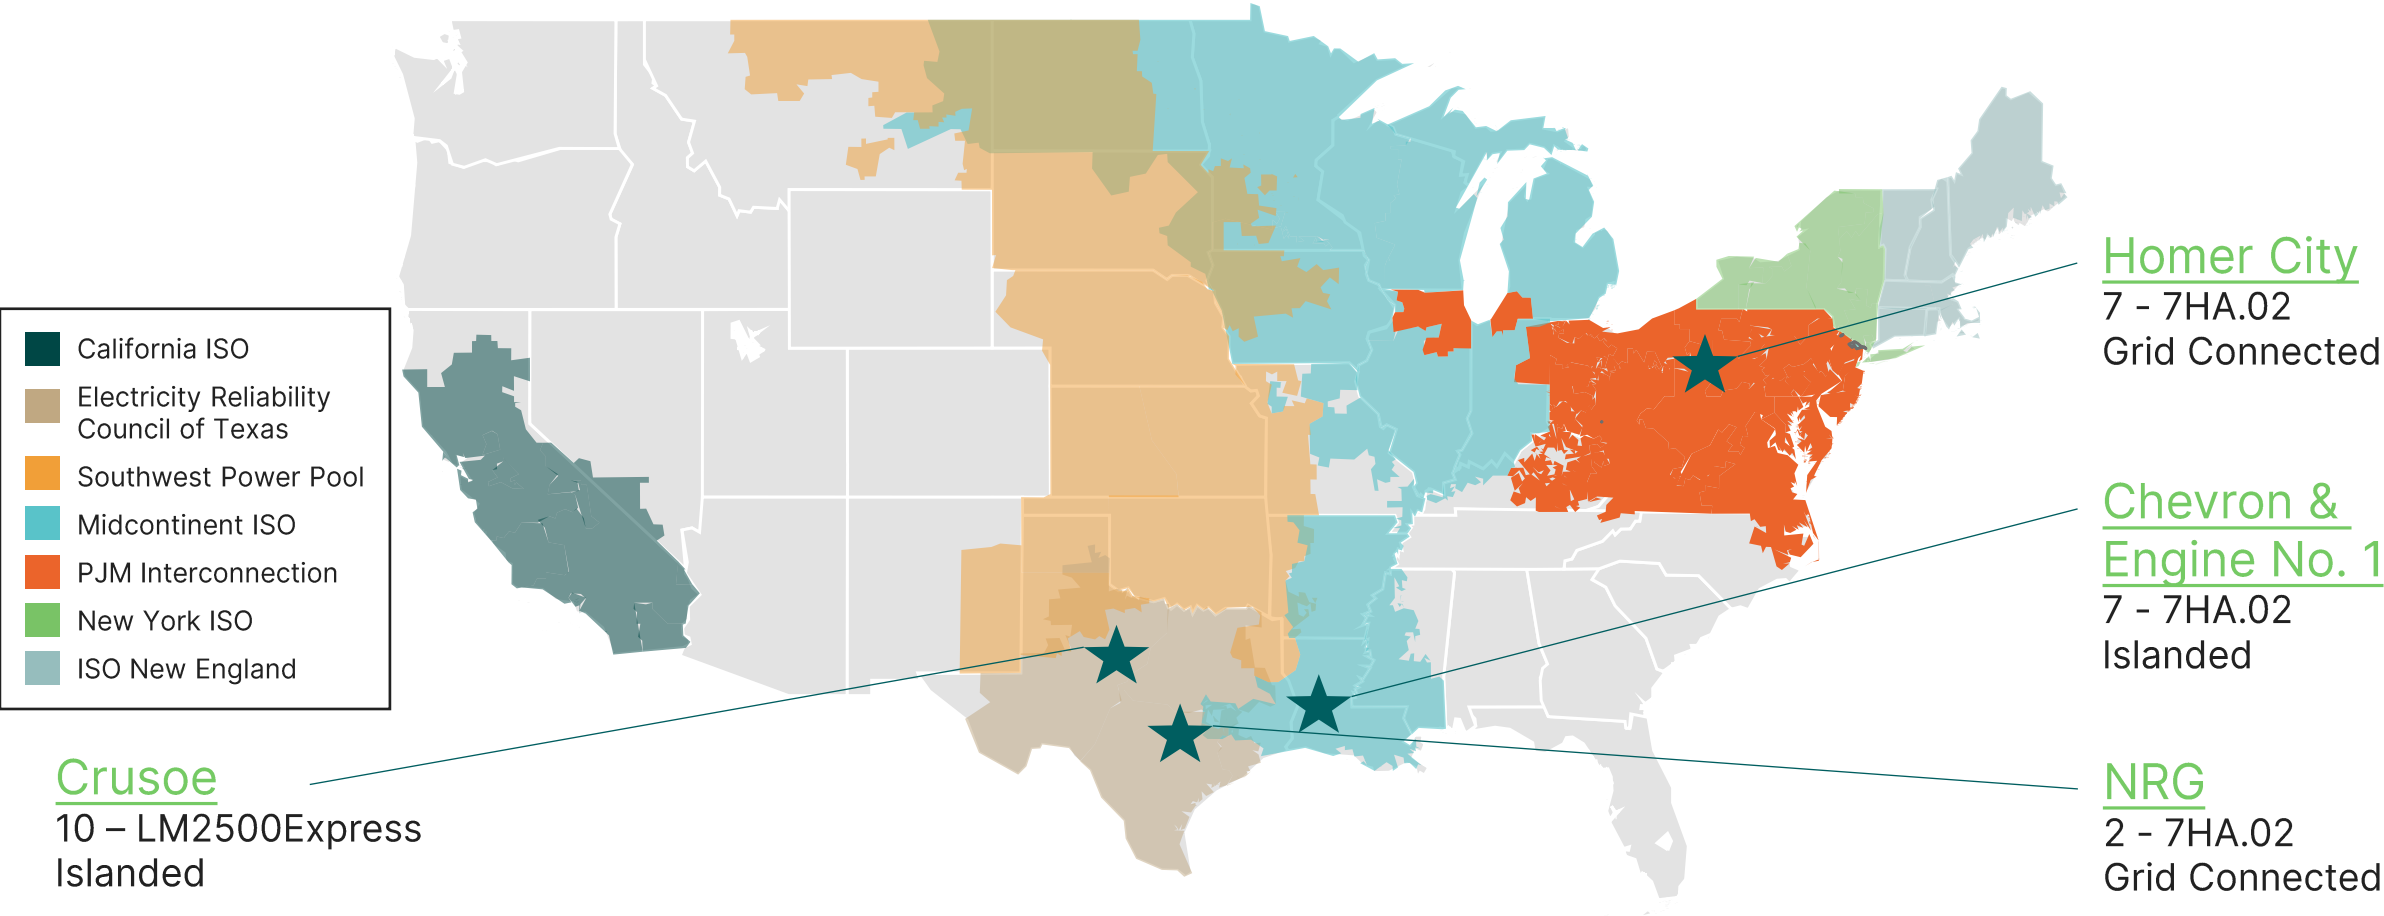 California ISO
Electricity Reliability
Council of Texas
Southwest Power Pool
Midcontinent ISO
PJM Interconnection
New York ISO
ISO New England
Homer City
7 - 7HA.02
Grid Connected
Chevron &
Engine No. 1
7 - 7HA.02
Islanded
NRG
2 - 7HA.02
Grid Connected
Crusoe
10 – LM2500Express
Islanded